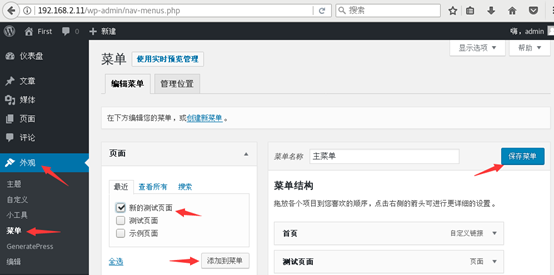 192.168.2.11/wp-admin/nav-menus.php
搜索
First
0
新建
嗨，admin
仪表盘
文章
媒体
页面
评论
外观
主题
自定义
小工具
菜单
GeneratePress
编辑
显示选项
帮助
菜单
使用实时预览管理
编辑菜单
管理位置
在下方编辑您的菜单，或创建新菜单。
页面
最近
查看所有
搜索
新的测试页面
测试页面
示例页面
全选
添加到菜单
菜单名称
主菜单
保存菜单
菜单结构
拖放各个项目到您喜欢的顺序，点击右侧的箭头可进行更详细的设置。
首页 自定义链接
测试页面 页面